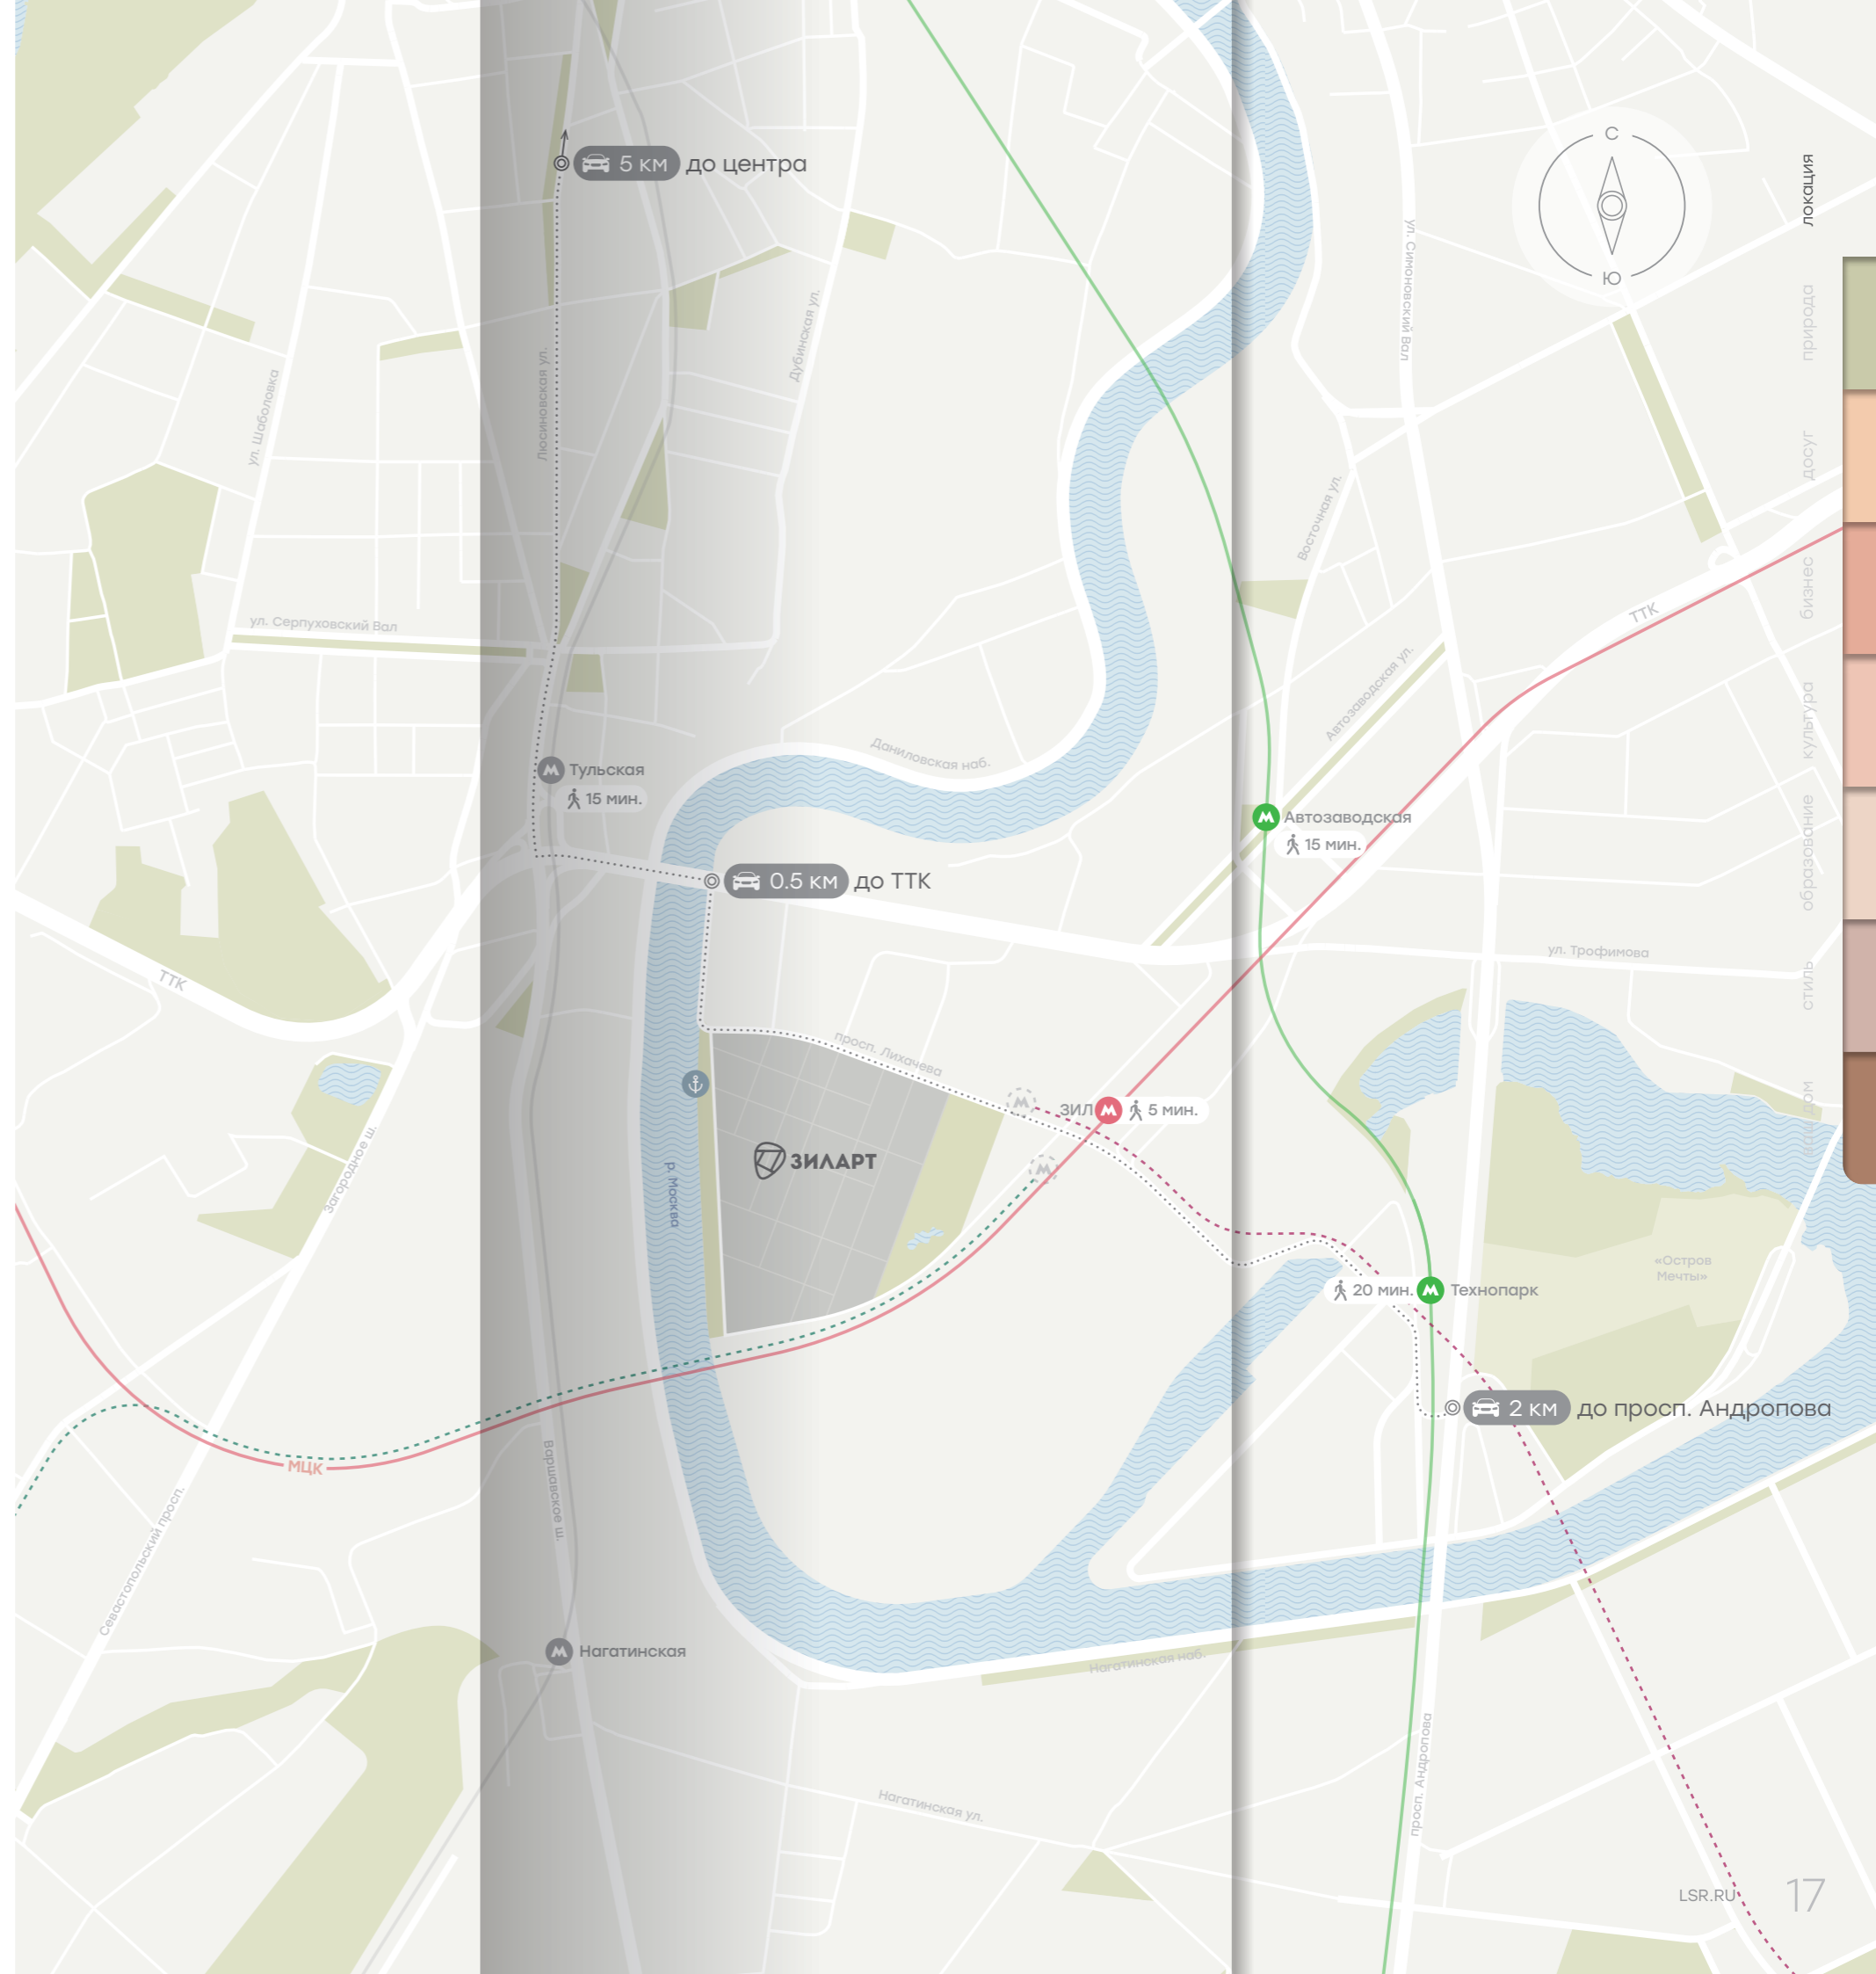 С
Ю
5 км до центра
локация
природа
досуг
бизнес
культура
образование
стиль
дом
ул. Симоновский Вал
Дубинская ул.
Люсиновская ул.
ул. Шаболовка
Восточная ул.
ТТК
ул. Серпуховский Вал
Автозаводская ул.
Даниловская наб.
Тульская
15 мин.
Автозаводская
15 мин.
0.5 км до ТТК
ул. Трофимова
ТТК
просп. Лихачева
ЗИЛ
5 мин.
ЗИЛАРТ
р. Москва
Загородное ш.
«Остров
Мечты»
20 мин.
Технопарк
2 км до просп. Андропова
МЦК
Варшавское ш.
Севастопольский просп.
Нагатинская
Нагатинская наб.
просп. Андропова
Нагатинская ул.
LSR.RU
17